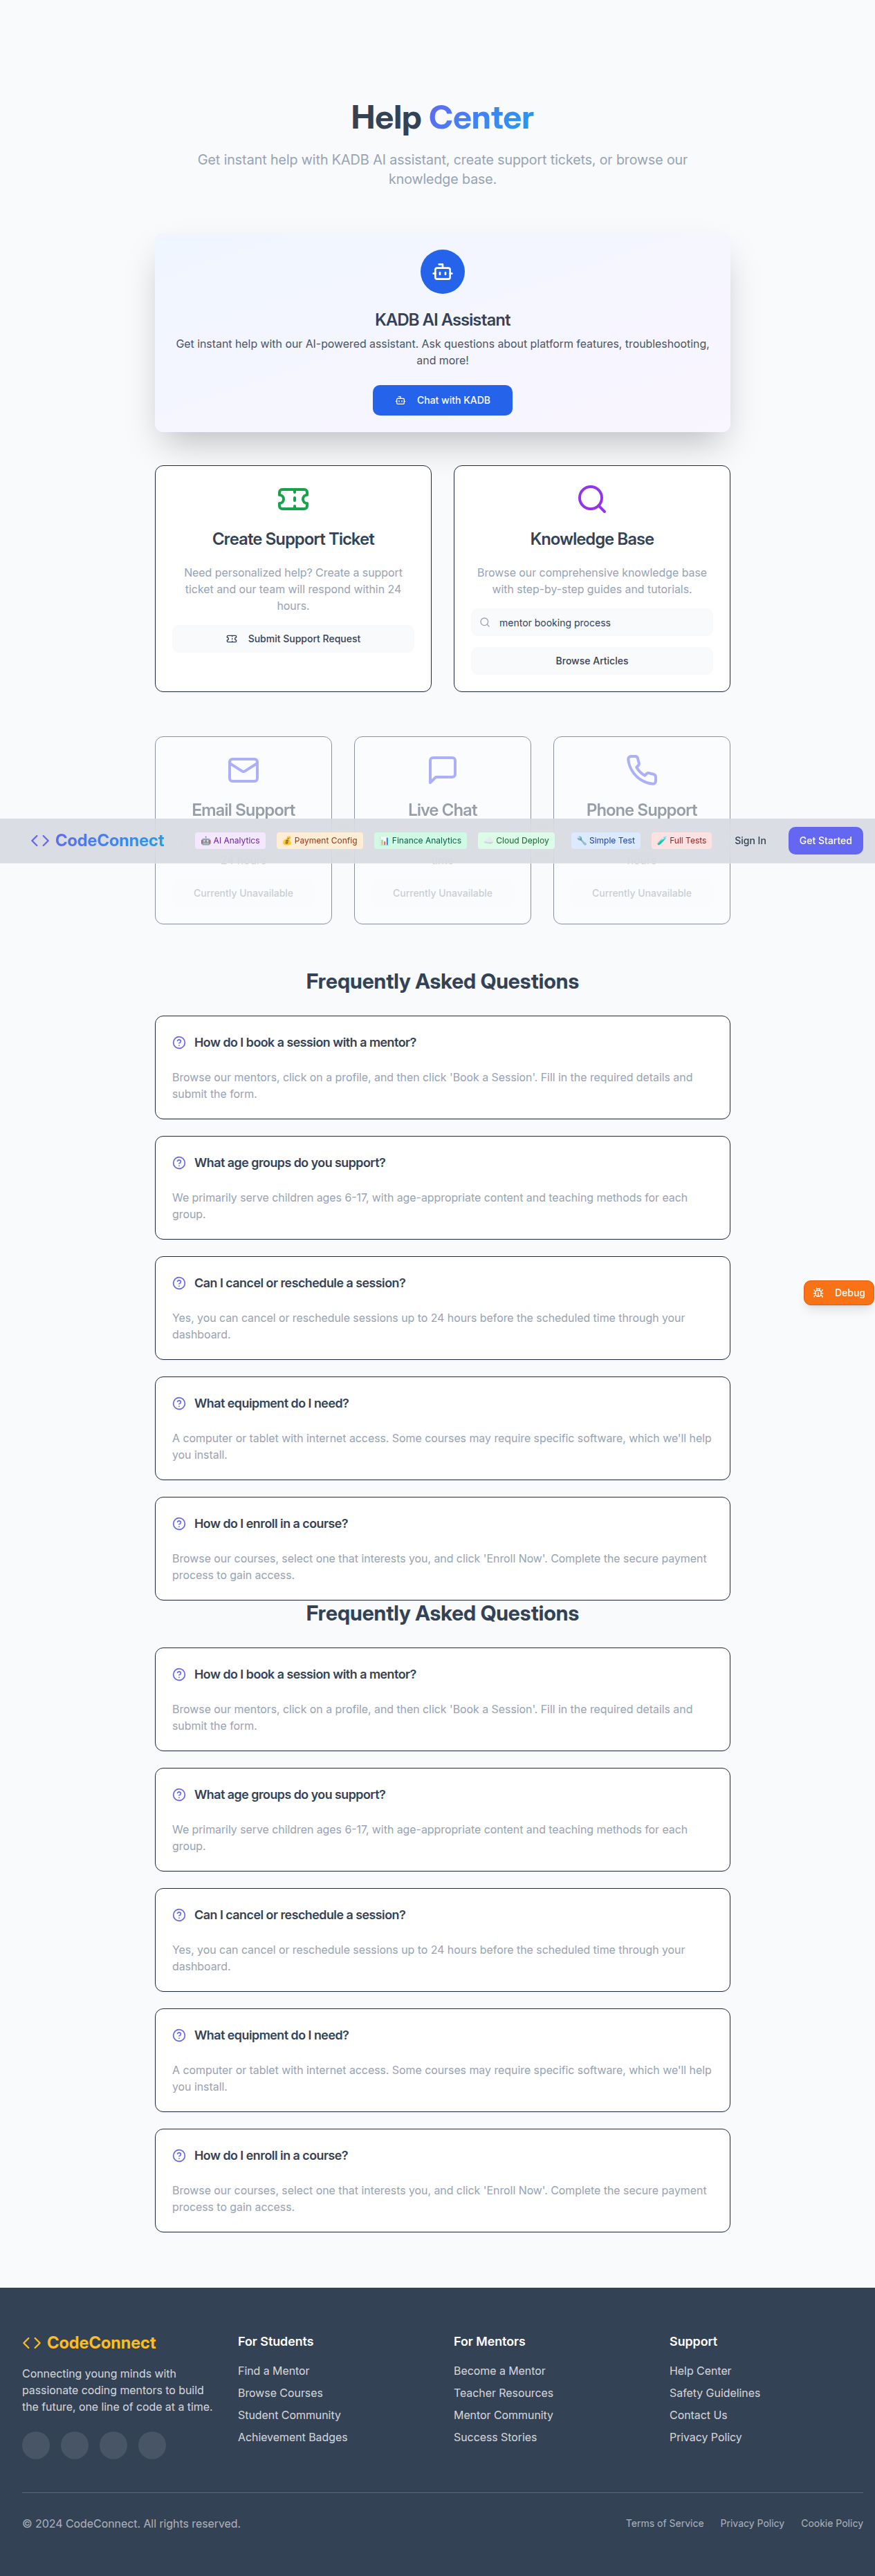 Help Center
Get instant help with KADB AI assistant, create support tickets, or browse our
knowledge base.
KADB AI Assistant
Get instant help with our AI-powered assistant. Ask questions about platform features, troubleshooting,
and more!
Chat with KADB
Create Support Ticket
Need personalized help? Create a support
ticket and our team will respond within 24
hours.
Submit Support Request
Knowledge Base
Browse our comprehensive knowledge base
with step-by-step guides and tutorials.
mentor booking process
Browse Articles
Email Support
Live Chat
Phone Support
CodeConnect
🤖 AI Analytics
💰 Payment Config
📊 Finance Analytics
☁️ Cloud Deploy
🔧 Simple Test
🧪 Full Tests
Sign In
Get Started
Currently Unavailable
Currently Unavailable
Currently Unavailable
Frequently Asked Questions
How do I book a session with a mentor?
Browse our mentors, click on a profile, and then click 'Book a Session'. Fill in the required details and
submit the form.
What age groups do you support?
We primarily serve children ages 6-17, with age-appropriate content and teaching methods for each
group.
Can I cancel or reschedule a session?
Yes, you can cancel or reschedule sessions up to 24 hours before the scheduled time through your
dashboard.
Debug
What equipment do I need?
A computer or tablet with internet access. Some courses may require specific software, which we'll help
you install.
How do I enroll in a course?
Browse our courses, select one that interests you, and click 'Enroll Now'. Complete the secure payment
process to gain access.
Frequently Asked Questions
How do I book a session with a mentor?
Browse our mentors, click on a profile, and then click 'Book a Session'. Fill in the required details and
submit the form.
What age groups do you support?
We primarily serve children ages 6-17, with age-appropriate content and teaching methods for each
group.
Can I cancel or reschedule a session?
Yes, you can cancel or reschedule sessions up to 24 hours before the scheduled time through your
dashboard.
What equipment do I need?
A computer or tablet with internet access. Some courses may require specific software, which we'll help
you install.
How do I enroll in a course?
Browse our courses, select one that interests you, and click 'Enroll Now'. Complete the secure payment
process to gain access.
CodeConnect
Connecting young minds with
passionate coding mentors to build
the future, one line of code at a time.
For Students
Find a Mentor
Browse Courses
Student Community
Achievement Badges
For Mentors
Become a Mentor
Teacher Resources
Mentor Community
Success Stories
Support
Help Center
Safety Guidelines
Contact Us
Privacy Policy
© 2024 CodeConnect. All rights reserved.
Terms of Service
Privacy Policy
Cookie Policy